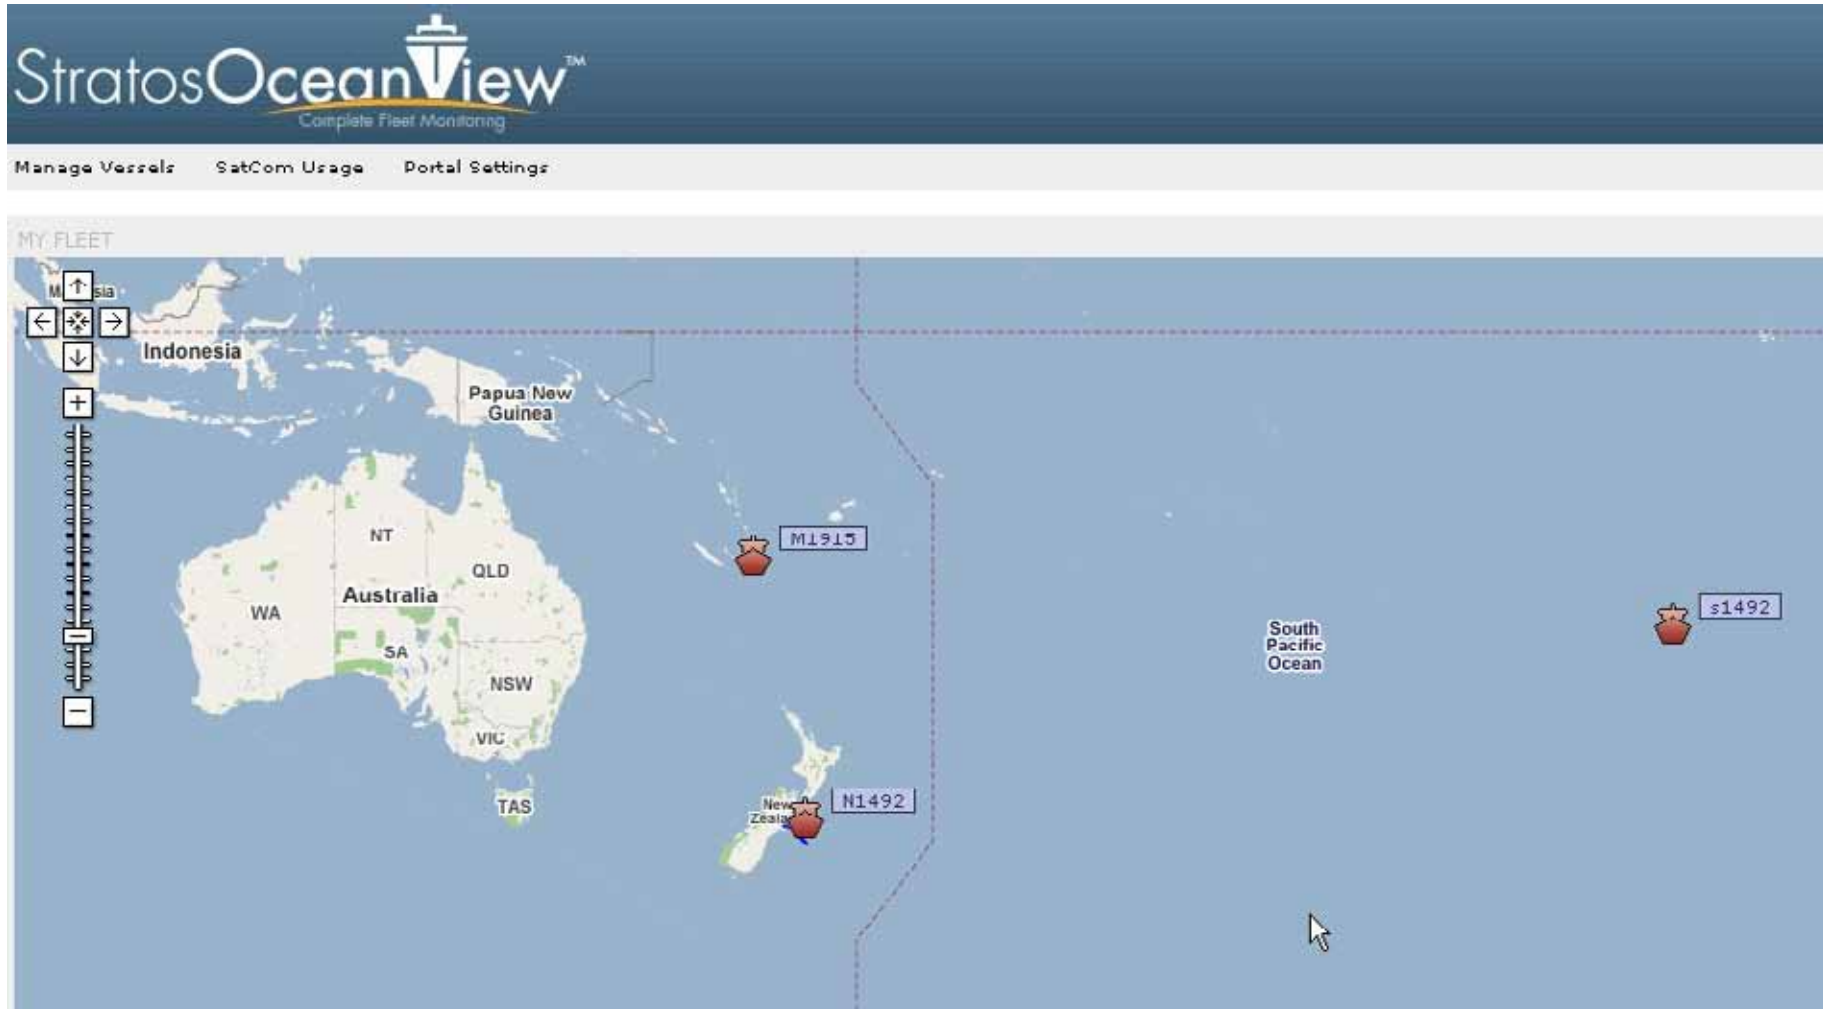 StratosOceanView™
Complete Fleet Monitoring
Manage Vessels SatCom Usage Portal Settings
MY FLEET
Indonesia
Papua New
Guinea
M1915
NT
QLD
Australia
WA
s1492
South
Pacific
Ocean
SA
NSW
VIC
TAS
New
N1492